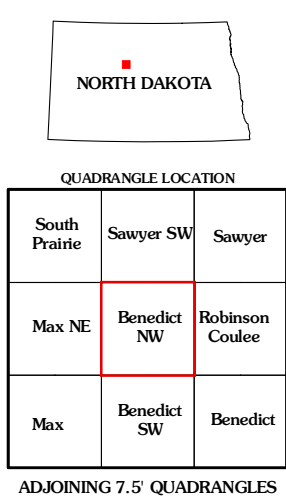 NORTH DAKOTA
QUADRANGLE LOCATION
South
Prairie
Sawyer SW
Sawyer
Max NE
Benedict
NW
Robinson
Coulee
Max
Benedict
SW
Benedict
ADJOINING 7.5' QUADRANGLES